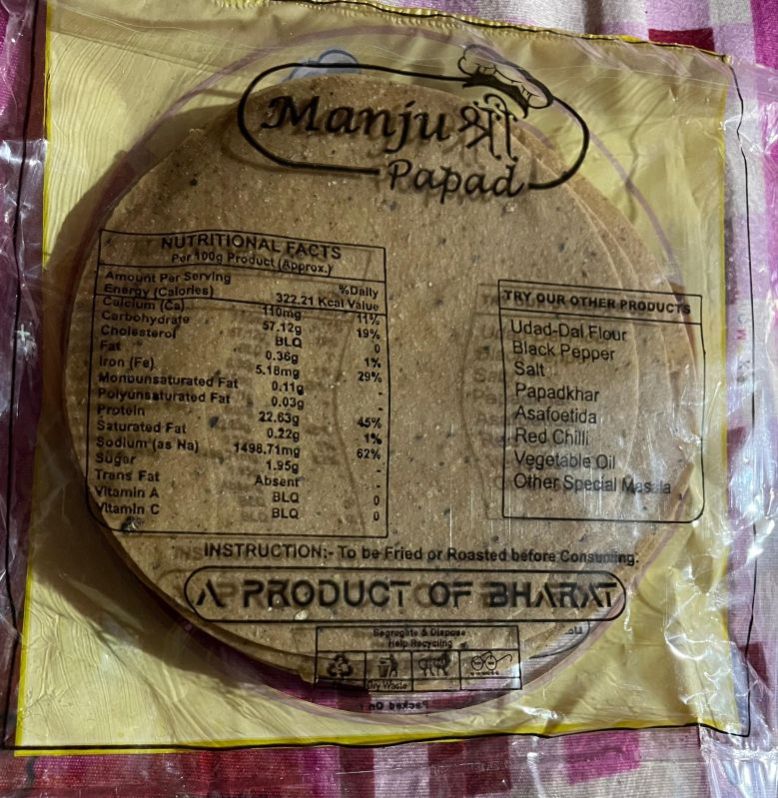 Manjuश्री
Papad
NUTRITIONAL FACTS
Per 100g Product (Approx.)
Amount Per Serving %Daily
Energy (Calories) 322.21 Kcal Value
Calcium (Ca) 110mg 11%
Carbohydrate 57.12g 19%
Cholesterol BLQ 0
Fat 0.36g 1%
Iron (Fe) 5.18mg 29%
Monounsaturated Fat 0.11g -
Polyunsaturated Fat 0.03g -
Protein 22.63g 45%
Saturated Fat 0.22g 1%
Sodium (as Na) 1498.71mg 62%
Sugar 1.95g -
Trans Fat Absent -
Vitamin A BLQ 0
Vitamin C BLQ 0
TRY OUR OTHER PRODUCTS
Udad-Dal Flour
Black Pepper
Salt
Papadkhar
Asafoetida
Red Chilli
Vegetable Oil
Other Special Masala
INSTRUCTION:- To be Fried or Roasted before Consuming.
A PRODUCT OF BHARAT
Segregate & Dispose
Help Recycling
Dry Waste
Packed On